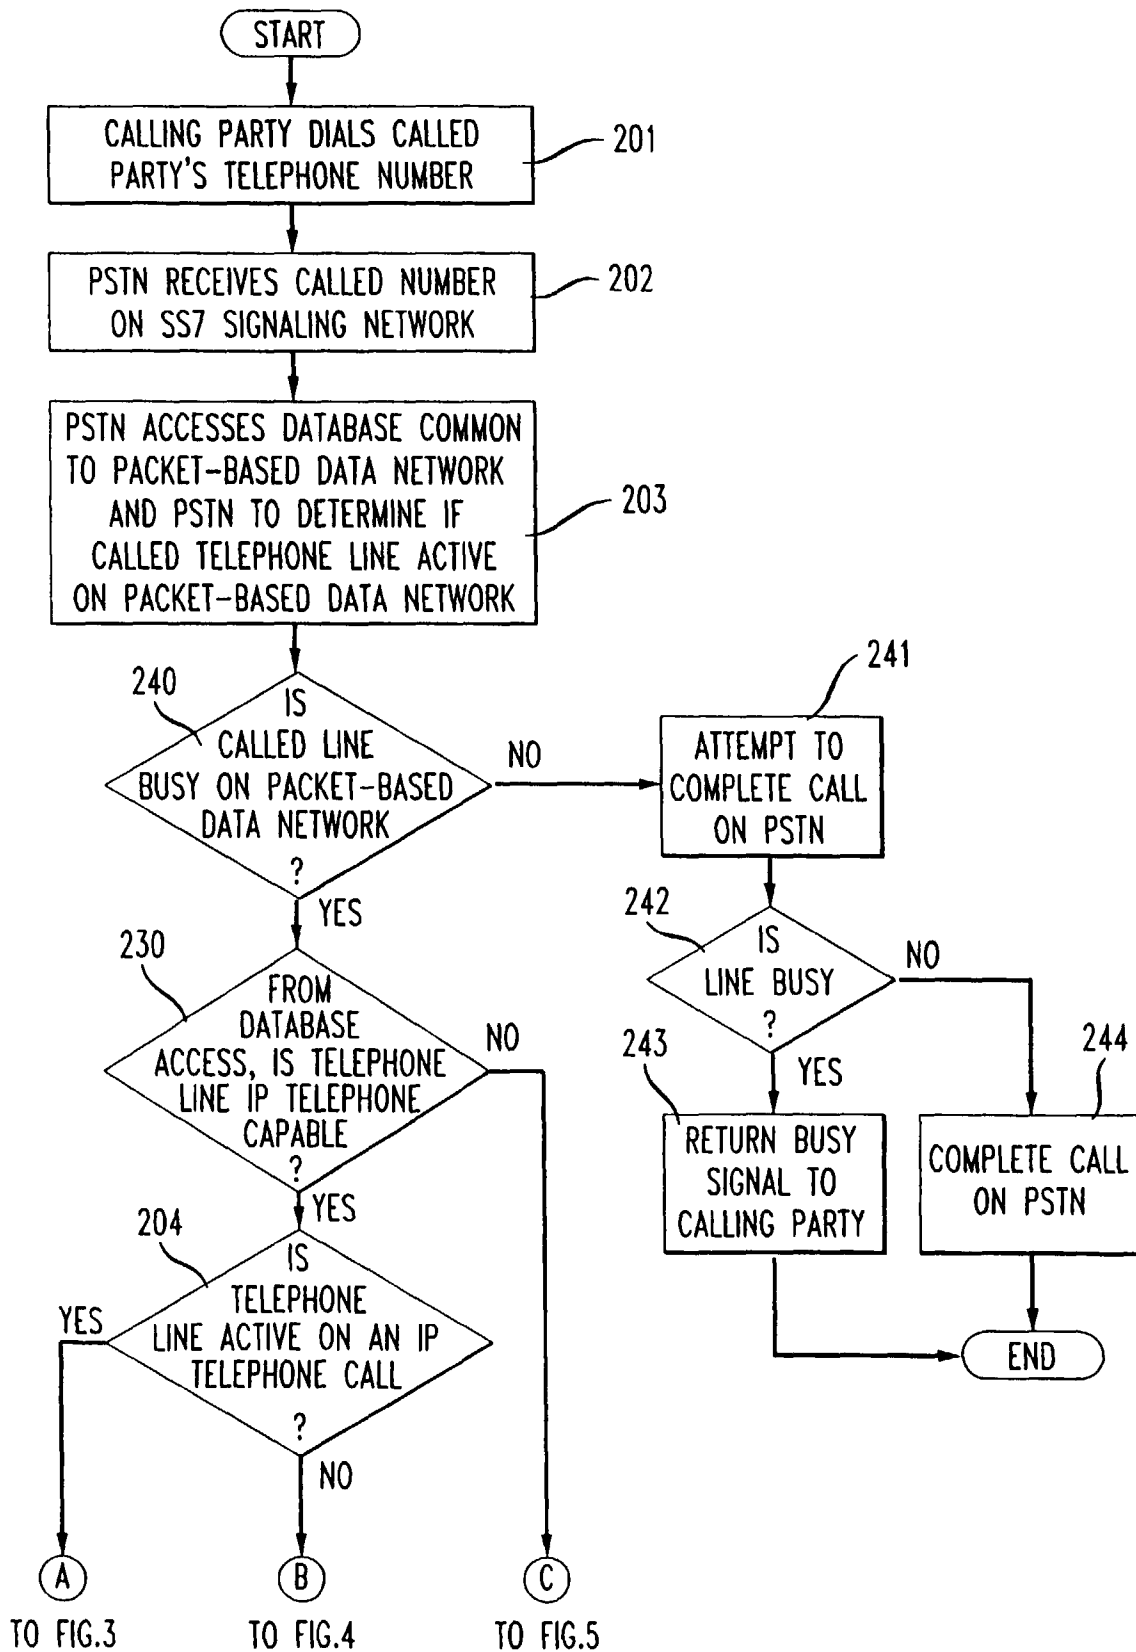 START
CALLING PARTY DIALS CALLED
PARTY'S TELEPHONE NUMBER
201
PSTN RECEIVES CALLED NUMBER
ON SS7 SIGNALING NETWORK
202
PSTN ACCESSES DATABASE COMMON
TO PACKET-BASED DATA NETWORK
AND PSTN TO DETERMINE IF
CALLED TELEPHONE LINE ACTIVE
ON PACKET-BASED DATA NETWORK
203
240
IS
CALLED LINE
BUSY ON PACKET-BASED
DATA NETWORK
?
NO
YES
241
ATTEMPT TO
COMPLETE CALL
ON PSTN
242
IS
LINE BUSY
?
NO
YES
243
RETURN BUSY
SIGNAL TO
CALLING PARTY
244
COMPLETE CALL
ON PSTN
END
230
FROM
DATABASE
ACCESS, IS TELEPHONE
LINE IP TELEPHONE
CAPABLE
?
NO
YES
204
IS
TELEPHONE
LINE ACTIVE ON AN IP
TELEPHONE CALL
?
YES
NO
A
TO FIG.3
B
TO FIG.4
C
TO FIG.5